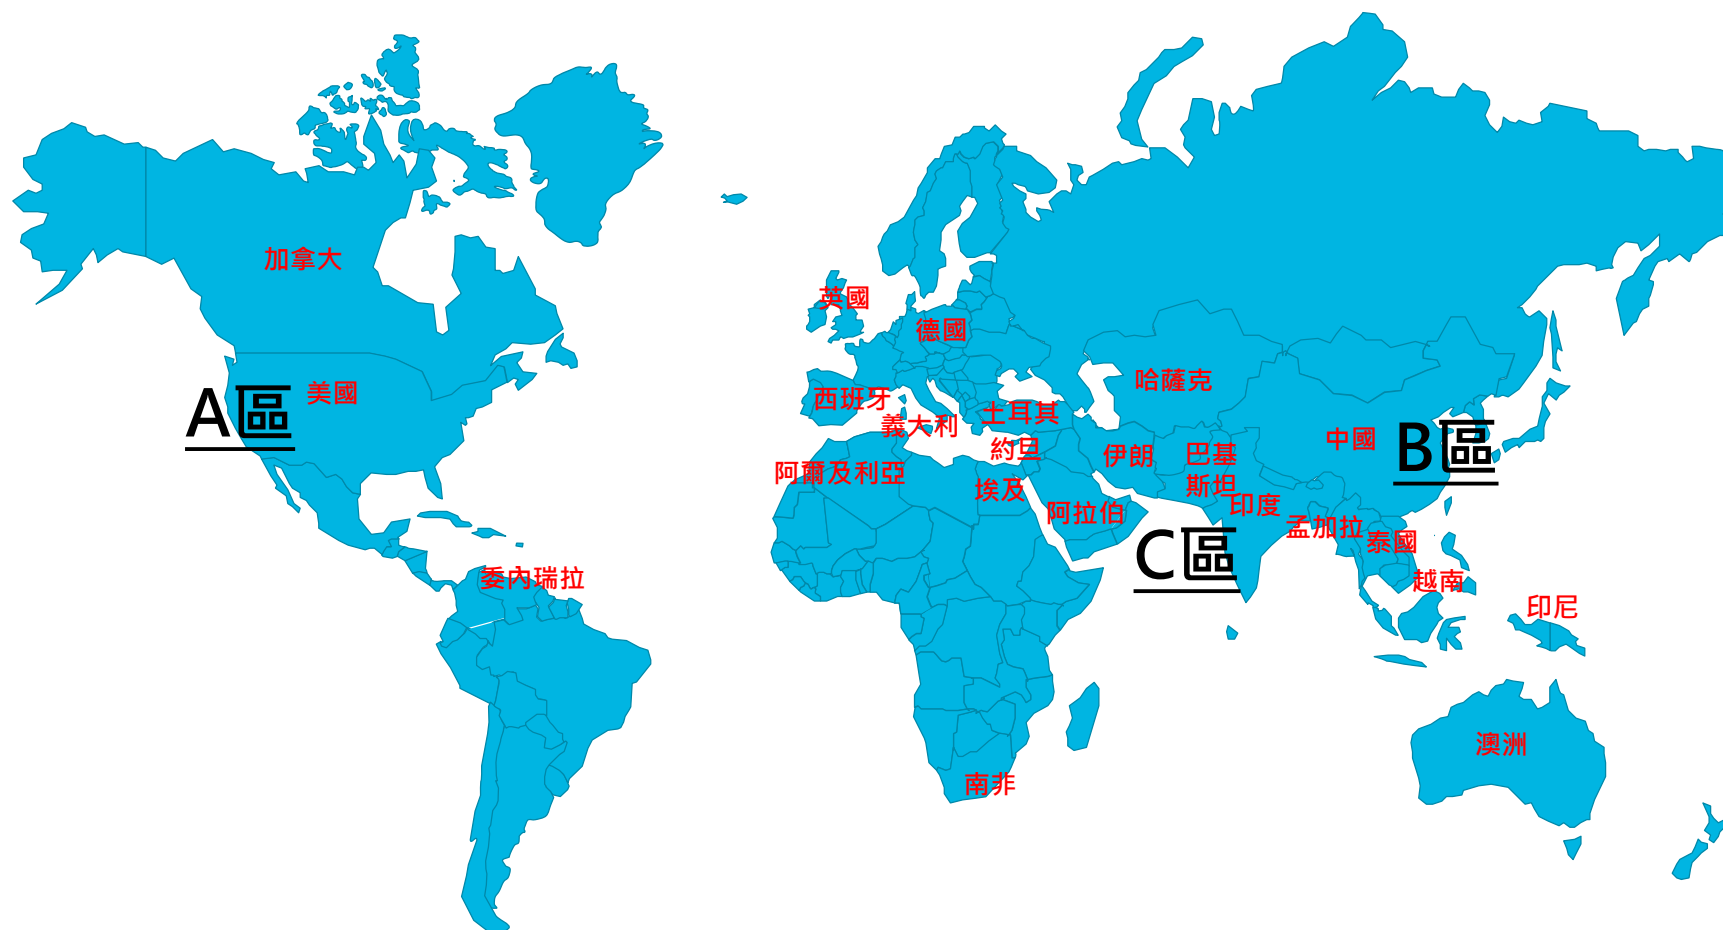 加拿大
美國
A區
委內瑞拉
英國
德國
西班牙
義大利
土耳其
約旦
阿爾及利亞
埃及
阿拉伯
南非
哈薩克
伊朗
巴基
斯坦
印度
C區
孟加拉
中國
B區
泰國
越南
印尼
澳洲